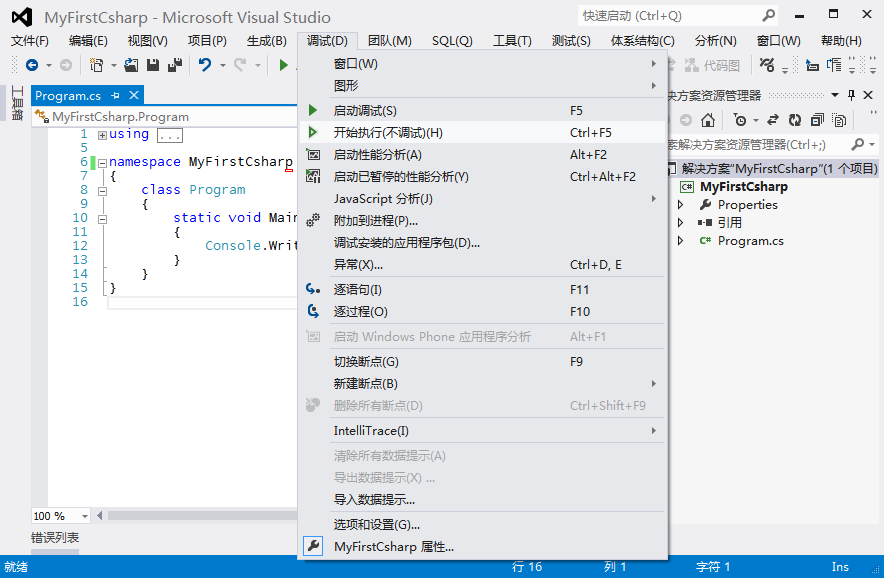 MyFirstCsharp - Microsoft Visual Studio
快速启动 (Ctrl+Q)
文件(F) 编辑(E) 视图(V) 项目(P) 生成(B) 调试(D) 团队(M) SQL(Q) 工具(T) 测试(S) 体系结构(C) 分析(N) 窗口(W) 帮助(H)
代码图
工具箱
Program.cs
MyFirstCsharp.Program
1 using ...
5
6 namespace MyFirstCsharp
7 {
8 class Program
9 {
10 static void Main
11 {
12 Console.Writ
13 }
14 }
15 }
16
100 %
错误列表
窗口(W)
图形
启动调试(S) F5
开始执行(不调试)(H) Ctrl+F5
启动性能分析(A) Alt+F2
启动已暂停的性能分析(Y) Ctrl+Alt+F2
JavaScript 分析(J)
附加到进程(P)...
调试安装的应用程序包(D)...
异常(X)... Ctrl+D, E
逐语句(I) F11
逐过程(O) F10
启动 Windows Phone 应用程序分析 Alt+F1
切换断点(G) F9
新建断点(B)
删除所有断点(D) Ctrl+Shift+F9
IntelliTrace(I)
清除所有数据提示(A)
导出数据提示(X) ...
导入数据提示...
选项和设置(G)...
MyFirstCsharp 属性...
决方案资源管理器
索解决方案资源管理器(Ctrl+;)
解决方案"MyFirstCsharp"(1 个项目)
C# MyFirstCsharp
Properties
引用
C# Program.cs
就绪 行 16 列 1 字符 1 Ins